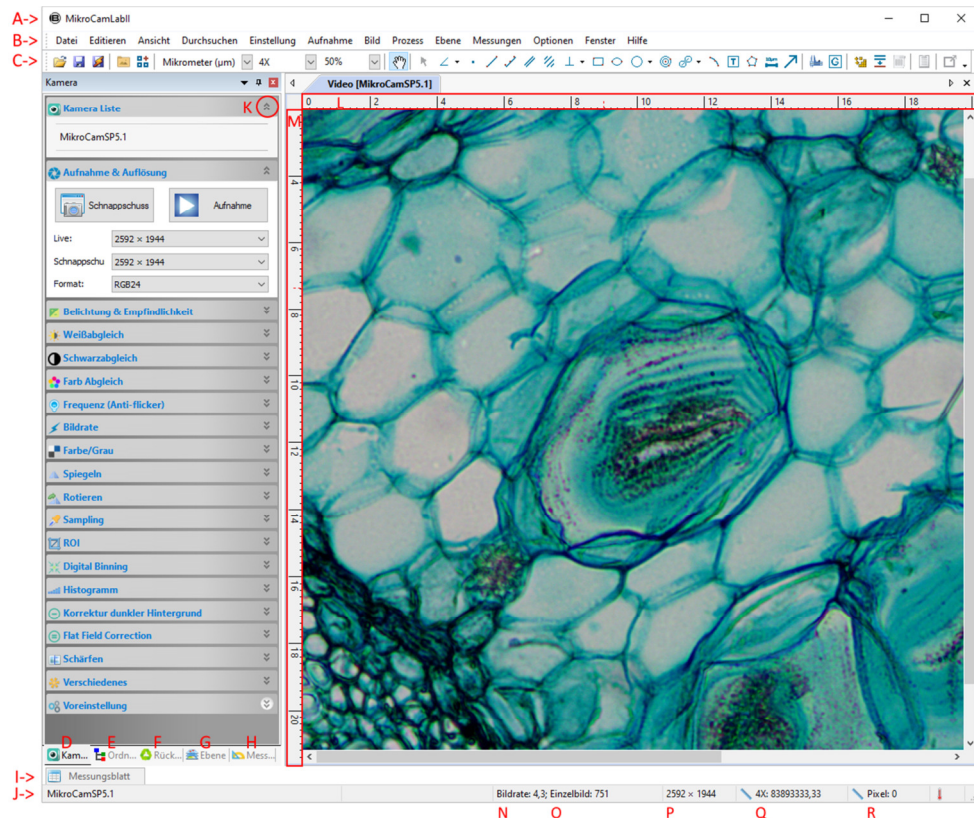 A-> MikroCamLabII
B-> Datei Editieren Ansicht Durchsuchen Einstellung Aufnahme Bild Prozess Ebene Messungen Optionen Fenster Hilfe
C-> Mikrometer (µm) 4X 50%
Kamera
Video [MikroCamSP5.1]
Kamera Liste K
MikroCamSP5.1
Aufnahme & Auflösung
Schnappschuss Aufnahme
Live: 2592 × 1944
Schnappschu 2592 × 1944
Format: RGB24
Belichtung & Empfindlichkeit
Weißabgleich
Schwarzabgleich
Farb Abgleich
Frequenz (Anti-flicker)
Bildrate
Farbe/Grau
Spiegeln
Rotieren
Sampling
ROI
Digital Binning
Histogramm
Korrektur dunkler Hintergrund
Flat Field Correction
Schärfen
Verschiedenes
Voreinstellung
D E F G H
Kam... Ordn... Rück... Ebene Mess...
0 L 2 4 6 8 10 12 14 16 18
M
4
6
8
10
12
14
16
18
20
I-> Messungsblatt
J-> MikroCamSP5.1 Bildrate: 4,3; Einzelbild: 751 2592 × 1944 4X: 83893333,33 Pixel: 0
N O P Q R